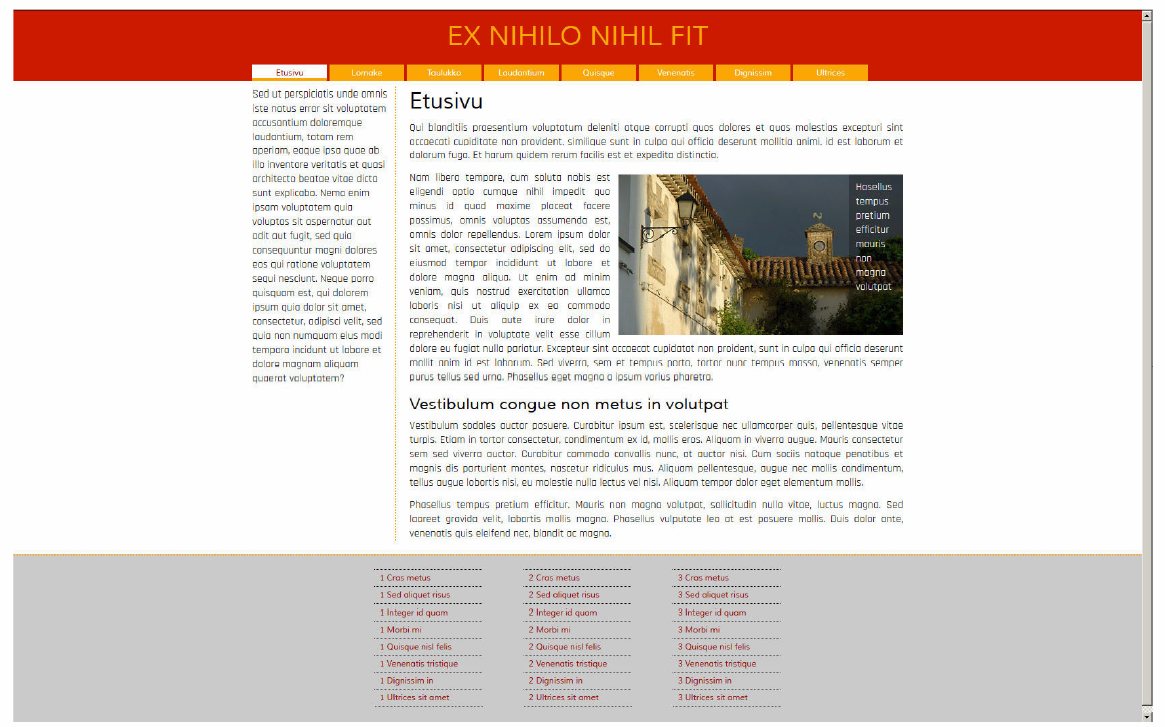 EX NIHILO NIHIL FIT
Etusivu
Lomake
Taulukko
Laudantium
Quisque
Venenatis
Dignissim
Ultrices
Sed ut perspiciatis unde omnis
iste natus error sit voluptatem
accusantium doloremque
laudantium, totam rem
aperiam, eaque ipsa quae ab
illo inventore veritatis et quasi
architecto beatae vitae dicta
sunt explicabo. Nemo enim
ipsam voluptatem quia
voluptas sit aspernatur aut
odit aut fugit, sed quia
consequuntur magni dolores
eos qui ratione voluptatem
sequi nesciunt. Neque porro
quisquam est, qui dolorem
ipsum quia dolor sit amet,
consectetur, adipisci velit, sed
quia non numquam eius modi
tempora incidunt ut labore et
dolore magnam aliquam
quaerat voluptatem?
Etusivu
Qui blanditiis praesentium voluptatum deleniti atque corrupti quos dolores et quas molestias excepturi sint
occaecati cupiditate non provident, similique sunt in culpa qui officia deserunt mollitia animi, id est laborum et
dolorum fuga. Et harum quidem rerum facilis est et expedita distinctio.
Nam libero tempore, cum soluta nobis est
eligendi optio cumque nihil impedit quo
minus id quod maxime placeat facere
possimus, omnis voluptas assumenda est,
omnis dolor repellendus. Lorem ipsum dolor
sit amet, consectetur adipiscing elit, sed do
eiusmod tempor incididunt ut labore et
dolore magna aliqua. Ut enim ad minim
veniam, quis nostrud exercitation ullamco
laboris nisi ut aliquip ex ea commodo
consequat. Duis aute irure dolor in
reprehenderit in voluptate velit esse cillum
dolore eu fugiat nulla pariatur. Excepteur sint occaecat cupidatat non proident, sunt in culpa qui officia deserunt
mollit anim id est laborum. Sed viverra, sem et tempus porta, tortor nunc tempus massa, venenatis semper
purus tellus sed urna. Phasellus eget magna a ipsum varius pharetra.
Hasellus
tempus
pretium
efficitur
mauris
non
magna
volutpat
Vestibulum congue non metus in volutpat
Vestibulum sodales auctor posuere. Curabitur ipsum est, scelerisque nec ullamcorper quis, pellentesque vitae
turpis. Etiam in tortor consectetur, condimentum ex id, mollis eros. Aliquam in viverra augue. Mauris consectetur
sem sed viverra auctor. Curabitur commodo convallis nunc, at auctor nisi. Cum sociis natoque penatibus et
magnis dis parturient montes, nascetur ridiculus mus. Aliquam pellentesque, augue nec mollis condimentum,
tellus augue lobortis nisi, eu molestie nulla lectus vel nisi. Aliquam tempor dolor eget elementum mollis.
Phasellus tempus pretium efficitur. Mauris non magna volutpat, sollicitudin nulla vitae, luctus magna. Sed
laoreet gravida velit, lobortis mollis magna. Phasellus vulputate leo at est posuere mollis. Duis dolor ante,
venenatis quis eleifend nec, blandit ac magna.
1 Cras metus
1 Sed aliquet risus
1 Integer id quam
1 Morbi mi
1 Quisque nisl felis
1 Venenatis tristique
1 Dignissim in
1 Ultrices sit amet
2 Cras metus
2 Sed aliquet risus
2 Integer id quam
2 Morbi mi
2 Quisque nisl felis
2 Venenatis tristique
2 Dignissim in
2 Ultrices sit amet
3 Cras metus
3 Sed aliquet risus
3 Integer id quam
3 Morbi mi
3 Quisque nisl felis
3 Venenatis tristique
3 Dignissim in
3 Ultrices sit amet